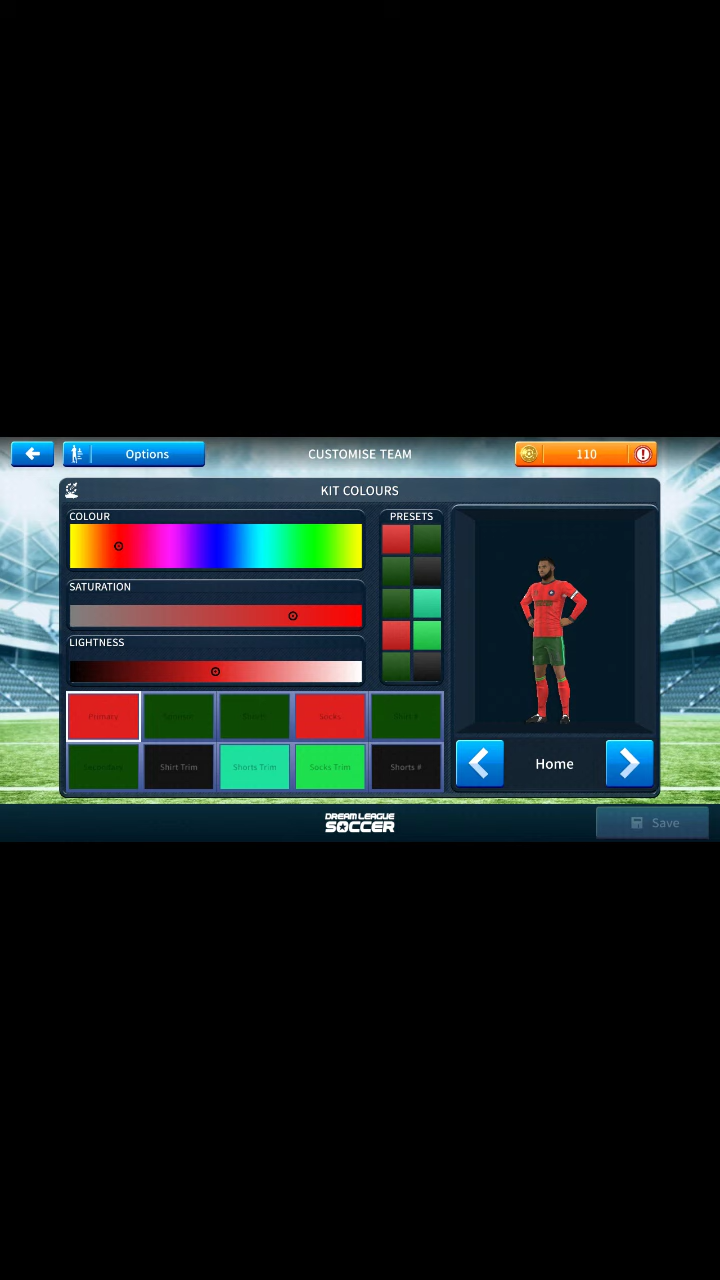 Options
CUSTOMISE TEAM
110
KIT COLOURS
COLOUR
PRESETS
SATURATION
LIGHTNESS
Primary
Socks
Shirt Trim
Shorts Trim
Socks Trim
Shorts #
Home
DREAM LEAGUE
SOCCER
Save